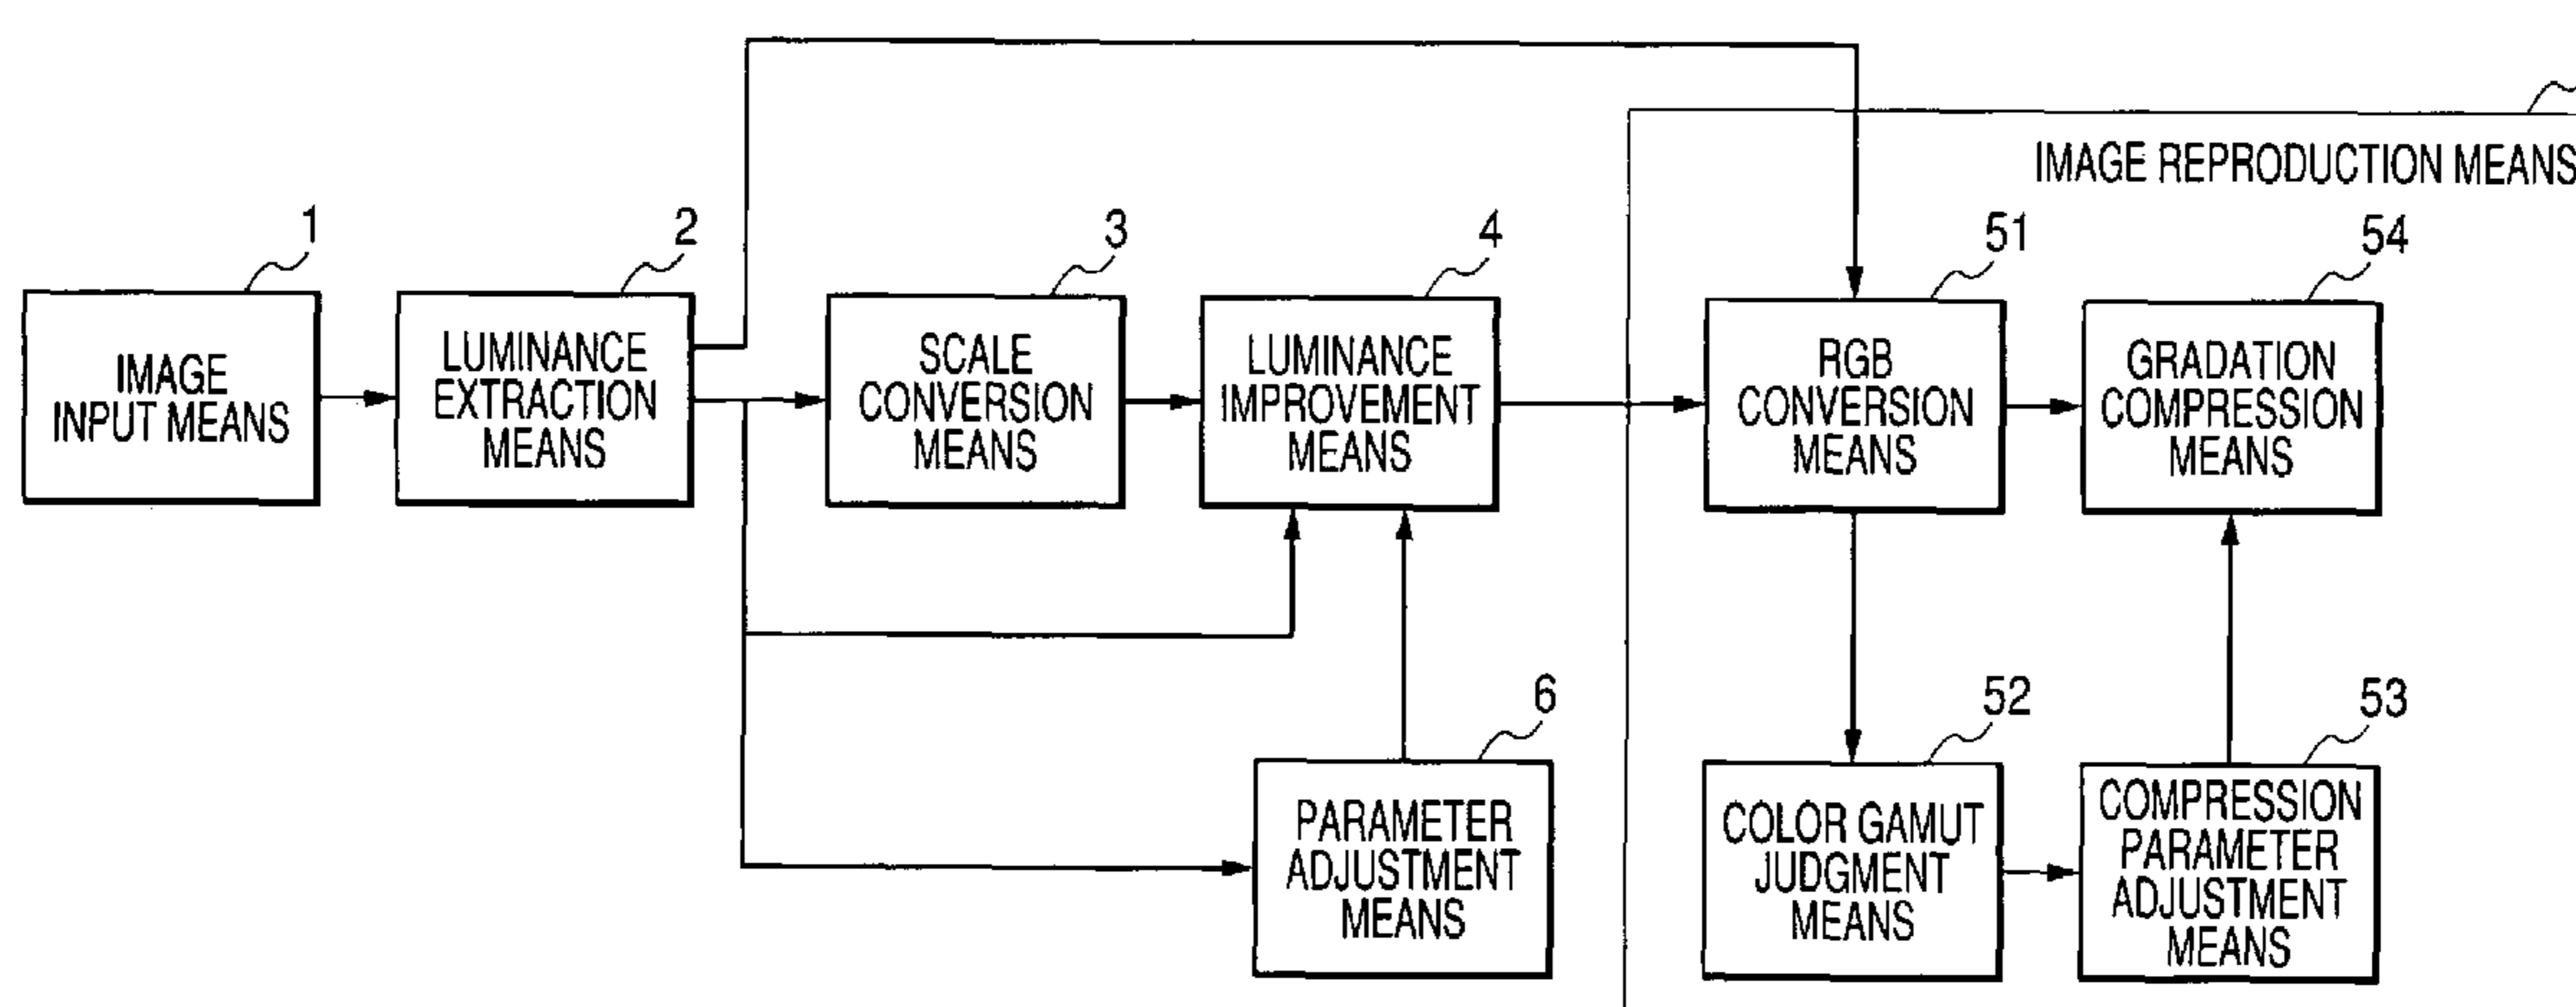 IMAGE REPRODUCTION MEANS
1
IMAGE
INPUT MEANS
2
LUMINANCE
EXTRACTION
MEANS
3
SCALE
CONVERSION
MEANS
4
LUMINANCE
IMPROVEMENT
MEANS
51
RGB
CONVERSION
MEANS
54
GRADATION
COMPRESSION
MEANS
6
PARAMETER
ADJUSTMENT
MEANS
52
COLOR GAMUT
JUDGMENT
MEANS
53
COMPRESSION
PARAMETER
ADJUSTMENT
MEANS